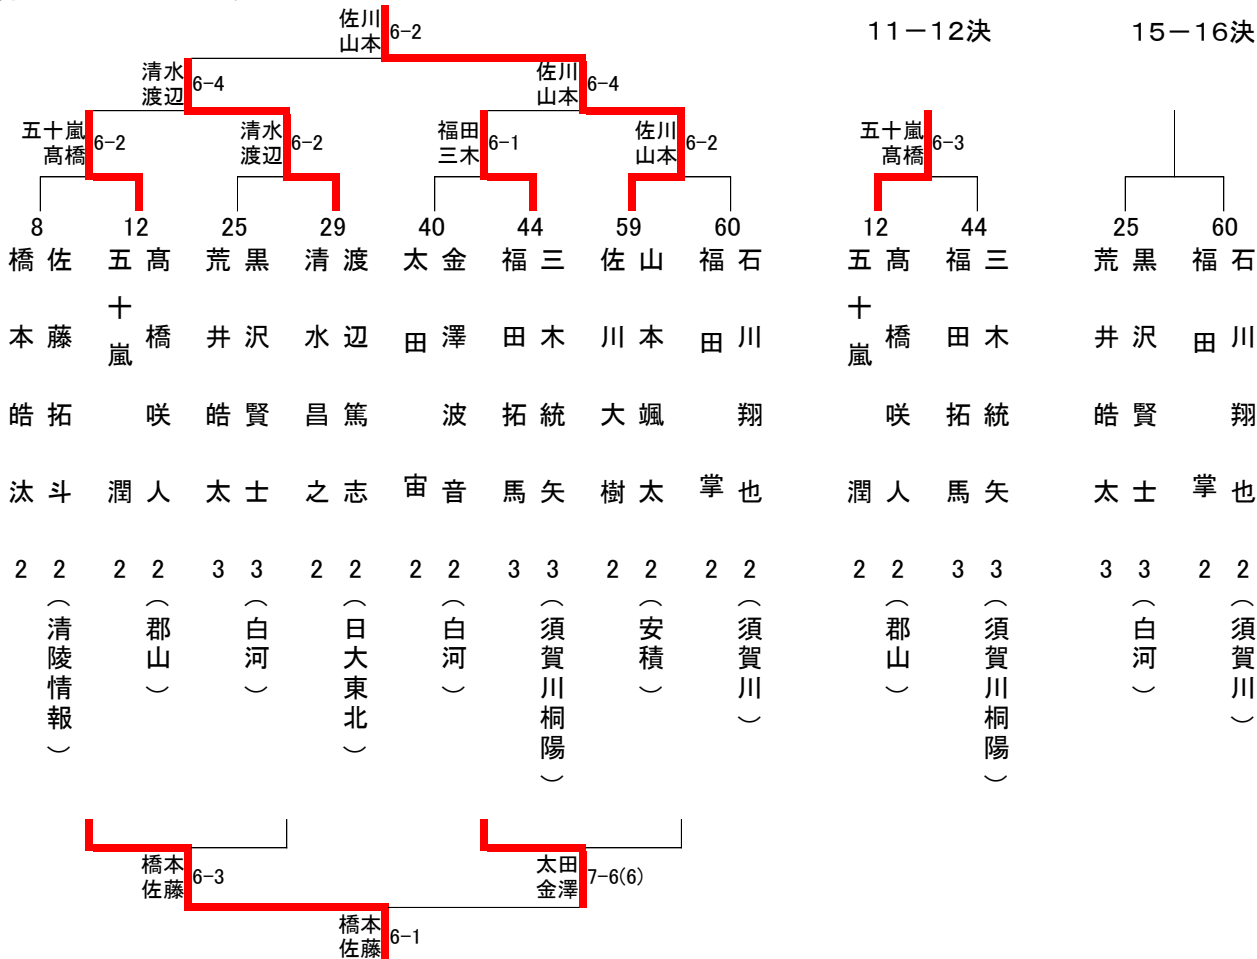 佐川
山本
6-2
11－12決
15－16決
清水
渡辺
6-4
佐川
山本
6-4
五十嵐
髙橋
6-2
清水
渡辺
6-2
福田
三木
6-1
佐川
山本
6-2
五十嵐
髙橋
6-3
8
12
25
29
40
44
59
60
12
44
25
60
橋本皓汰 2
佐藤拓斗 2（清陵情報）
五十嵐潤 2
髙橋咲人 2（郡山）
荒井皓太 3
黒沢賢士 3（白河）
清水昌之 2
渡辺篤志 2（日大東北）
太田宙 2
金澤波音 2（白河）
福田拓馬 3
三木統矢 3（須賀川桐陽）
佐川大樹 2
山本颯太 2（安積）
福田掌 2
石川翔也 2（須賀川）
五十嵐潤 2
髙橋咲人 2（郡山）
福田拓馬 3
三木統矢 3（須賀川桐陽）
荒井皓太 3
黒沢賢士 3（白河）
福田掌 2
石川翔也 2（須賀川）
橋本
佐藤
6-3
太田
金澤
7-6(6)
橋本
佐藤
6-1